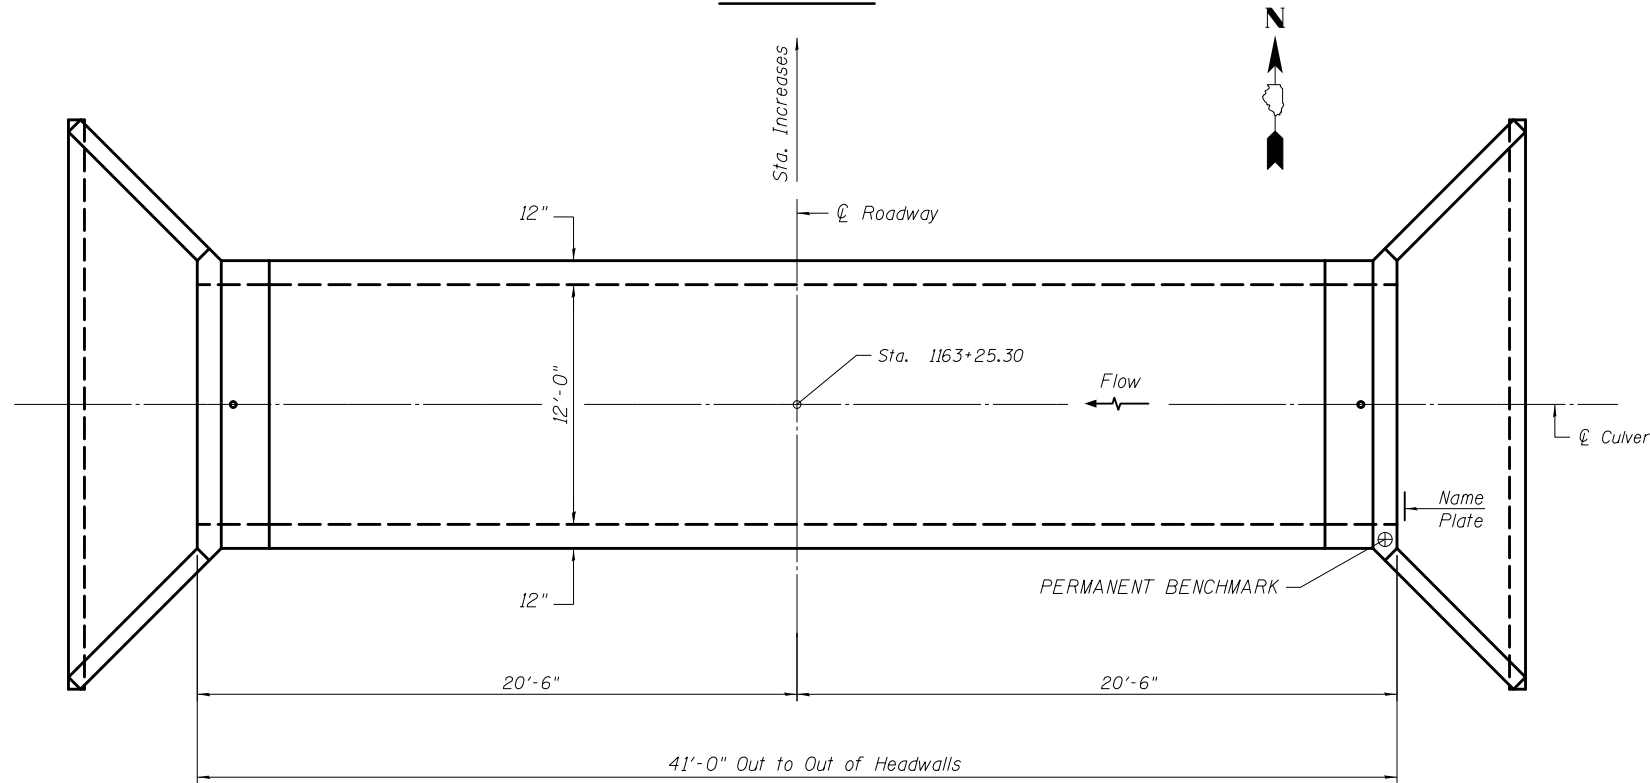 N
Sta. Increases
12"
℄ Roadway
Sta. 1163+25.30
12'-0"
Flow
℄ Culver
Name
Plate
PERMANENT BENCHMARK
12"
20'-6"
20'-6"
41'-0" Out to Out of Headwalls